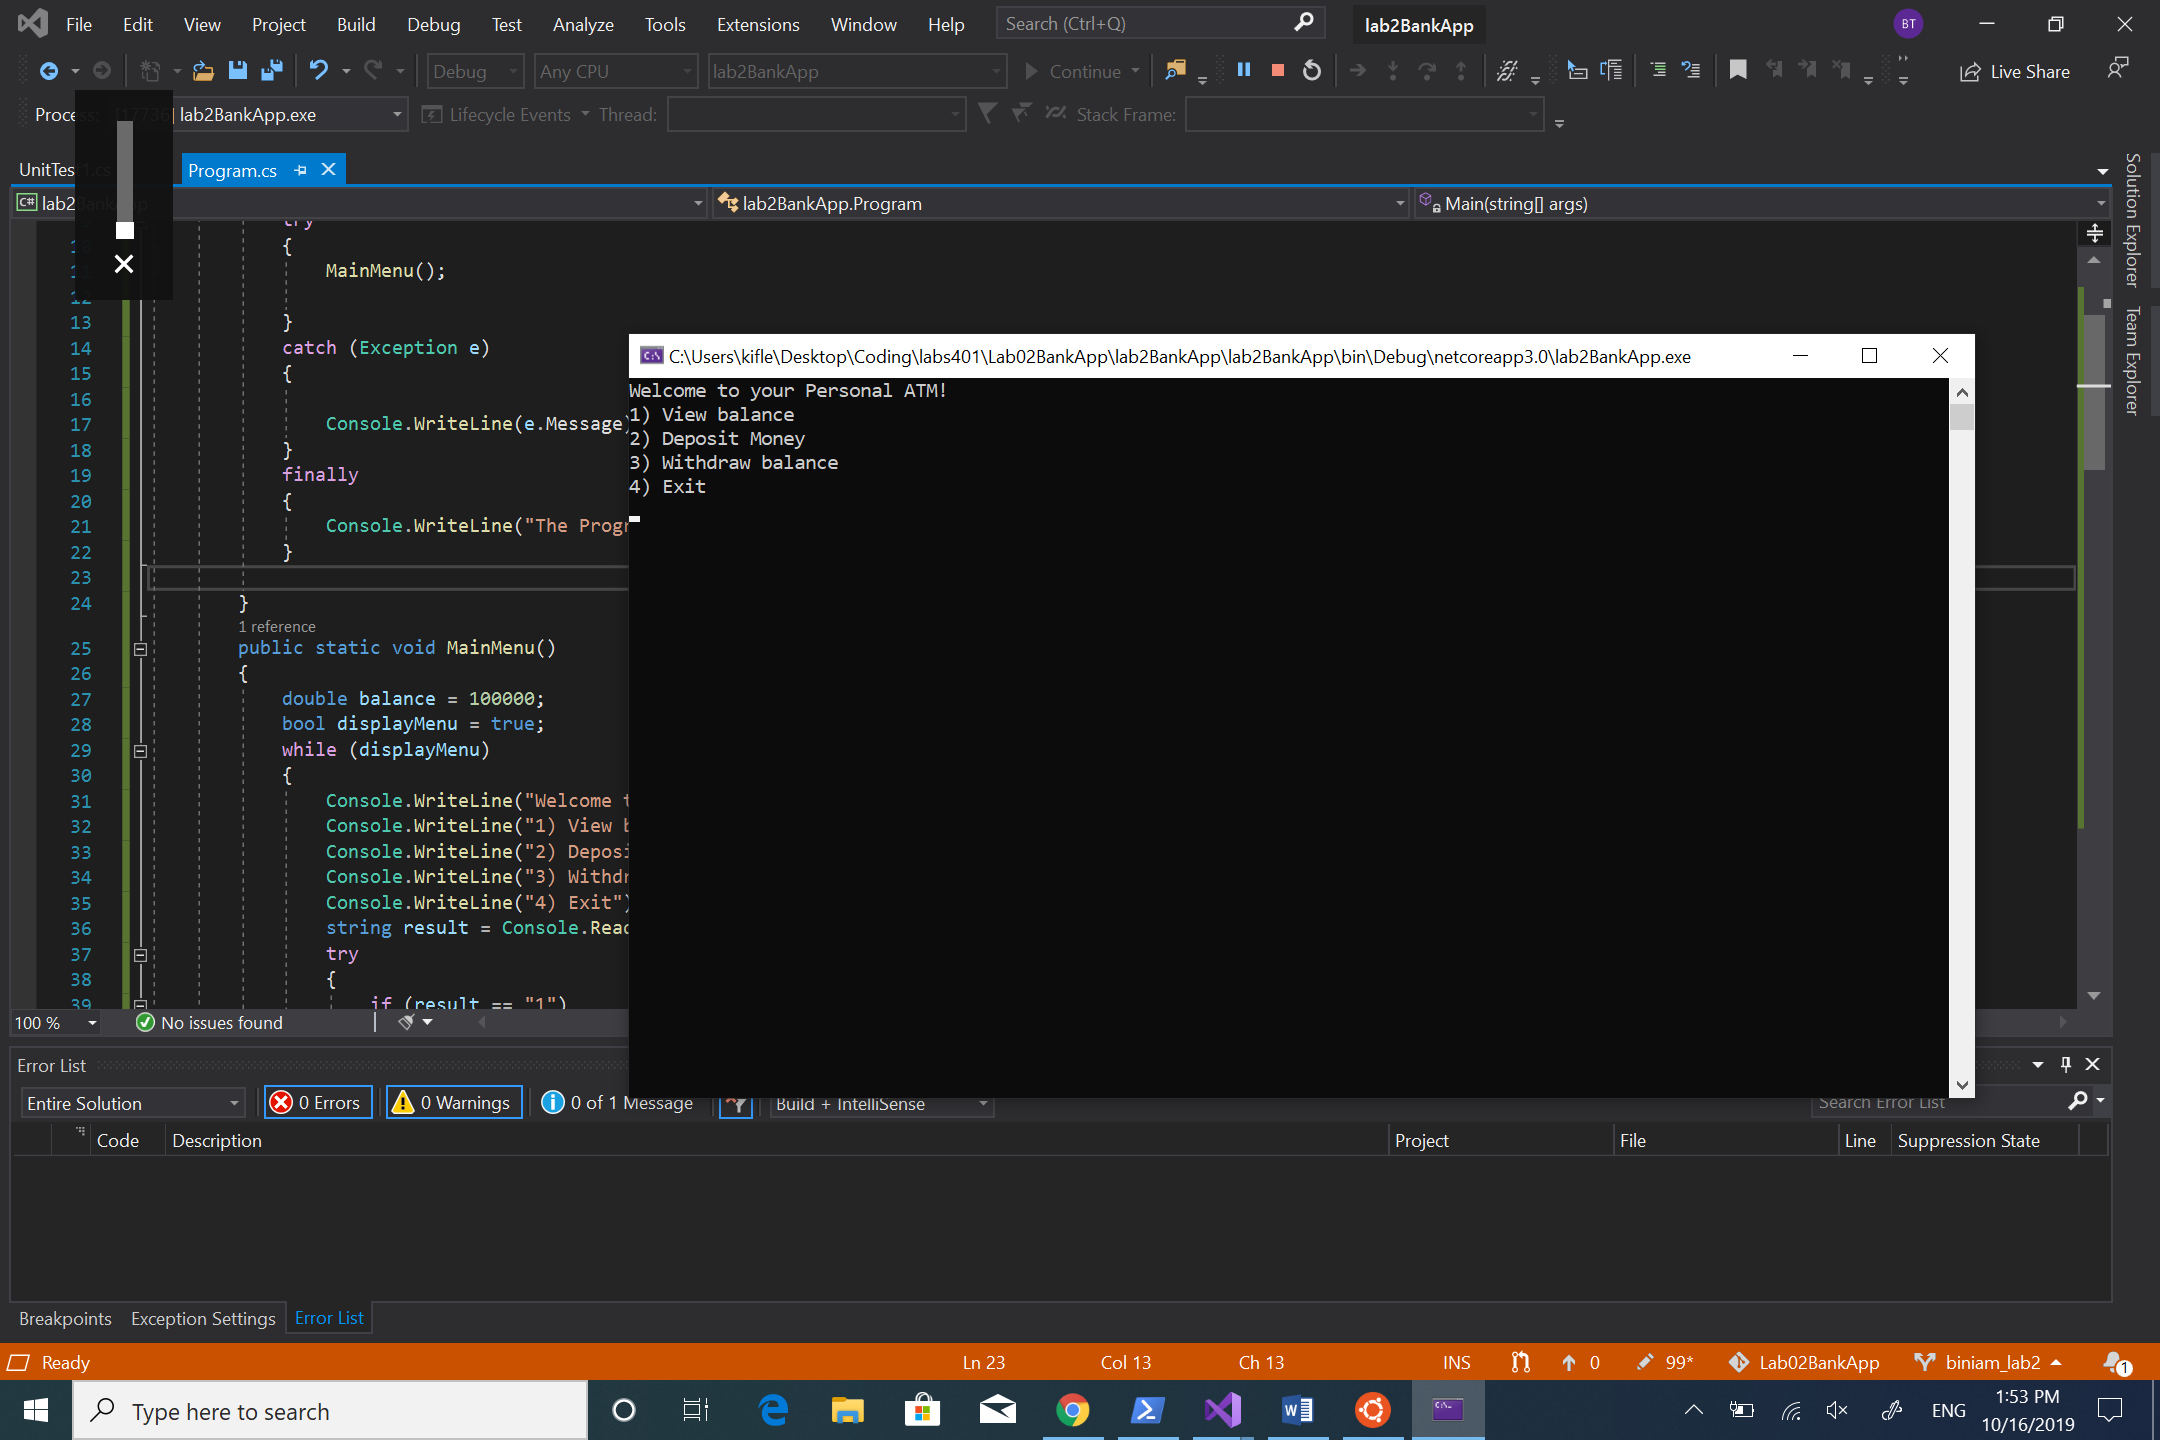 File Edit View Project Build Debug Test Analyze Tools Extensions Window Help Search (Ctrl+Q) lab2BankApp BT
Debug Any CPU lab2BankApp Continue Live Share
lab2BankApp.exe Lifecycle Events Thread: Stack Frame:
Program.cs
lab2BankApp.Program Main(string[] args)
Solution Explorer
Team Explorer
try
{
MainMenu();
12
13 }
14 catch (Exception e)
15 {
16
17 Console.WriteLine(e.Message)
18 }
19 finally
20 {
21 Console.WriteLine("The Progr
22 }
23
24 }
1 reference
25 public static void MainMenu()
26 {
27 double balance = 100000;
28 bool displayMenu = true;
29 while (displayMenu)
30 {
31 Console.WriteLine("Welcome t
32 Console.WriteLine("1) View b
33 Console.WriteLine("2) Deposi
34 Console.WriteLine("3) Withdr
35 Console.WriteLine("4) Exit")
36 string result = Console.Read
37 try
38 {
39 if (result == "1")
C:\Users\kifle\Desktop\Coding\labs401\Lab02BankApp\lab2BankApp\lab2BankApp\bin\Debug\netcoreapp3.0\lab2BankApp.exe
Welcome to your Personal ATM!
1) View balance
2) Deposit Money
3) Withdraw balance
4) Exit
100 % No issues found
Error List
Entire Solution 0 Errors 0 Warnings 0 of 1 Message Build + IntelliSense Search Error List
Code Description Project File Line Suppression State
Breakpoints Exception Settings Error List
Ready Ln 23 Col 13 Ch 13 INS 0 99* Lab02BankApp biniam_lab2 1
Type here to search ENG 1:53 PM
10/16/2019